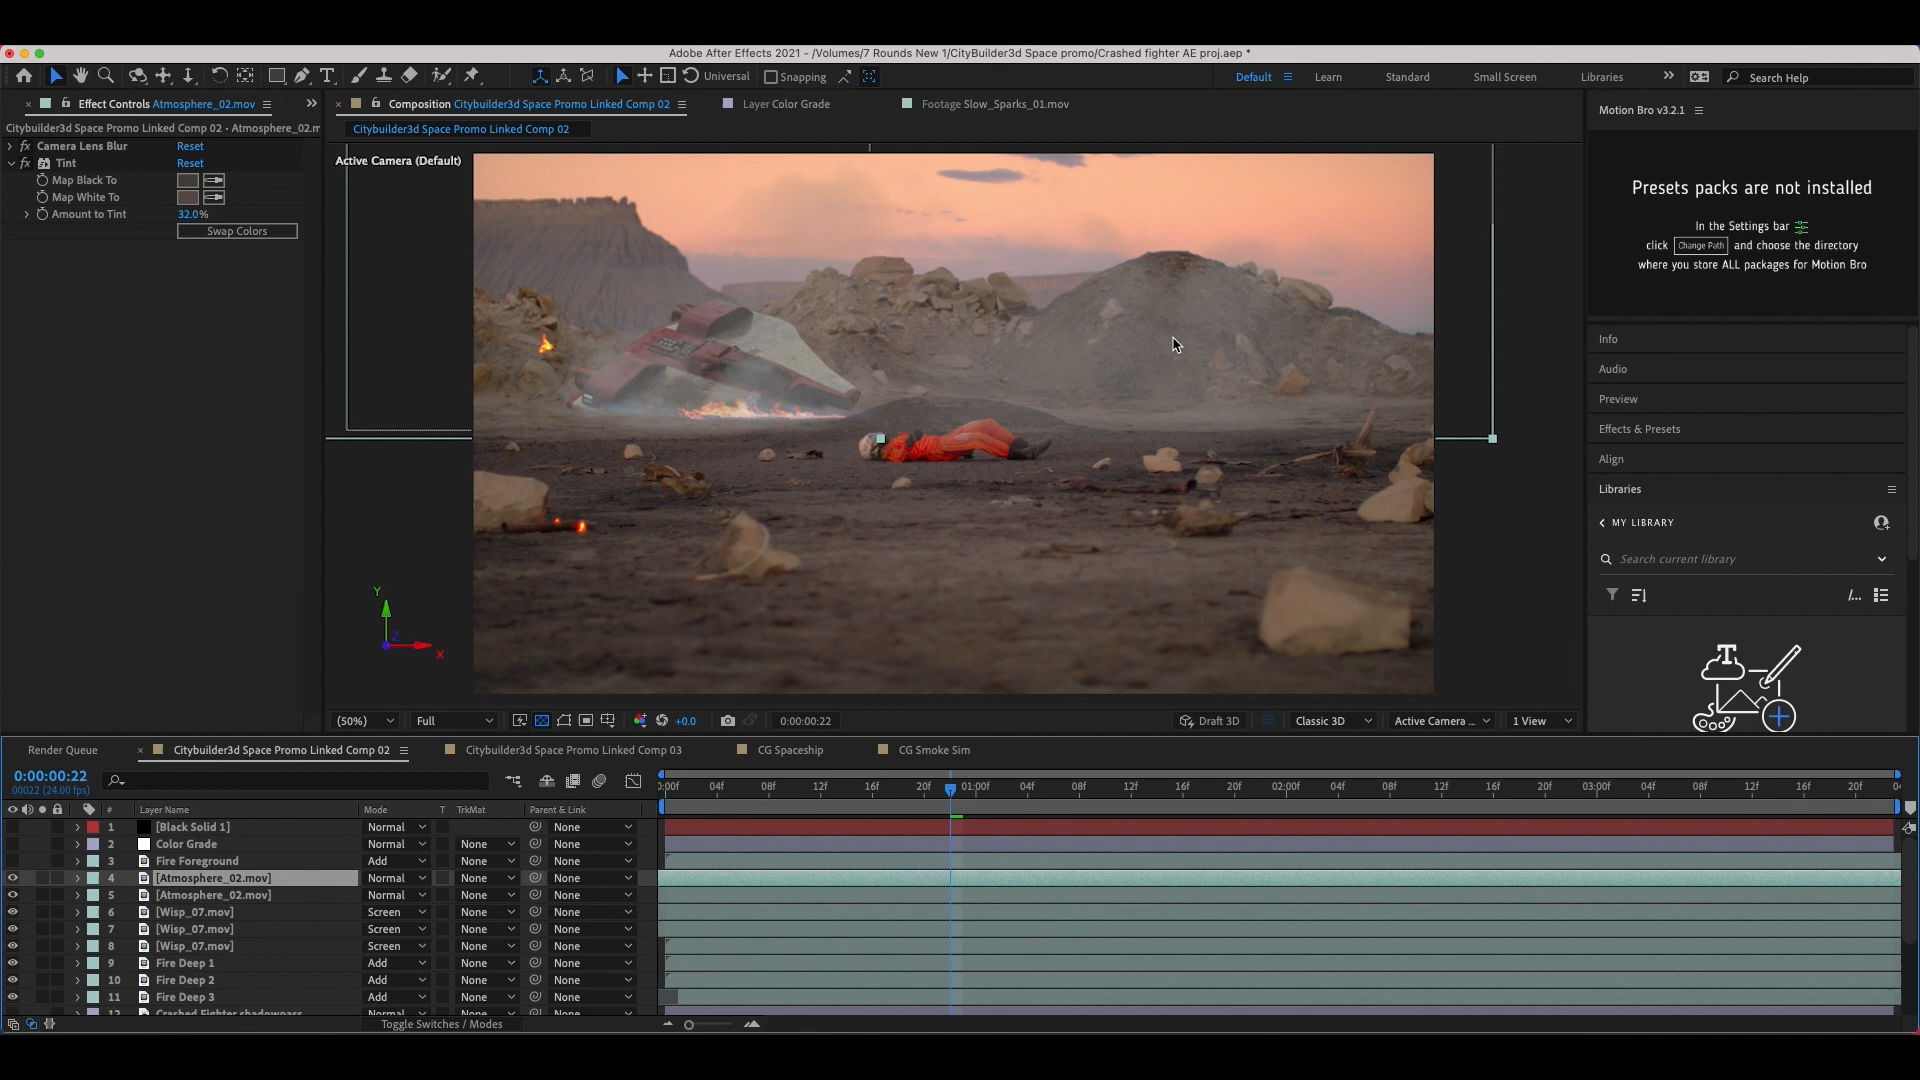 Adobe After Effects 2021 - /Volumes/7 Rounds New 1/CityBuilder3d Space promo/Crashed fighter AE proj.aep *
Universal
Snapping
Default
Learn
Standard
Small Screen
Libraries
Search Help
Effect Controls Atmosphere_02.mov
Citybuilder3d Space Promo Linked Comp 02 • Atmosphere_02.m
fx Camera Lens Blur Reset
fx Tint Reset
Map Black To
Map White To
Amount to Tint 32.0%
Swap Colors
Composition Citybuilder3d Space Promo Linked Comp 02
Layer Color Grade
Footage Slow_Sparks_01.mov
Citybuilder3d Space Promo Linked Comp 02
Active Camera (Default)
Y
Z
X
(50%)
Full
+0.0
0:00:00:22
Draft 3D
Classic 3D
Active Camera ...
1 View
Motion Bro v3.2.1
Presets packs are not installed
In the Settings bar
click Change Path and choose the directory
where you store ALL packages for Motion Bro
Info
Audio
Preview
Effects & Presets
Align
Libraries
MY LIBRARY
Search current library
/...
T
Render Queue
Citybuilder3d Space Promo Linked Comp 02
Citybuilder3d Space Promo Linked Comp 03
CG Spaceship
CG Smoke Sim
0:00:00:22
00022 (24.00 fps)
:00f 04f 08f 12f 16f 20f 01:00f 04f 08f 12f 16f 20f 02:00f 04f 08f 12f 16f 20f 03:00f 04f 08f 12f 16f 20f 04
# Layer Name Mode T TrkMat Parent & Link
1 [Black Solid 1] Normal None
2 Color Grade Normal None None
3 Fire Foreground Add None None
4 [Atmosphere_02.mov] Normal None None
5 [Atmosphere_02.mov] Normal None None
6 [Wisp_07.mov] Screen None None
7 [Wisp_07.mov] Screen None None
8 [Wisp_07.mov] Screen None None
9 Fire Deep 1 Add None None
10 Fire Deep 2 Add None None
11 Fire Deep 3 Add None None
12 Crashed Fighter shadowpass Normal None None
Toggle Switches / Modes